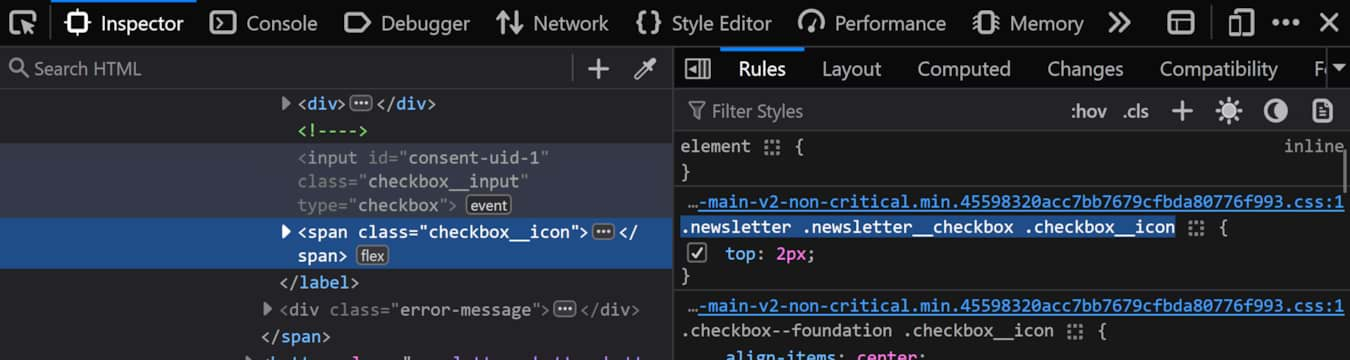 Inspector Console Debugger Network Style Editor Performance Memory
Search HTML
Rules Layout Computed Changes Compatibility
<div> </div>
<!---->
<input id="consent-uid-1"
class="checkbox__input"
type="checkbox"> event
<span class="checkbox__icon"> </
span> flex
</label>
<div class="error-message"> </div>
</span>
Filter Styles :hov .cls
element { inline
}
…-main-v2-non-critical.min.45598320acc7bb7679cfbda80776f993.css:1
.newsletter .newsletter__checkbox .checkbox__icon {
top: 2px;
}
…-main-v2-non-critical.min.45598320acc7bb7679cfbda80776f993.css:1
.checkbox--foundation .checkbox__icon {
align-items: center;